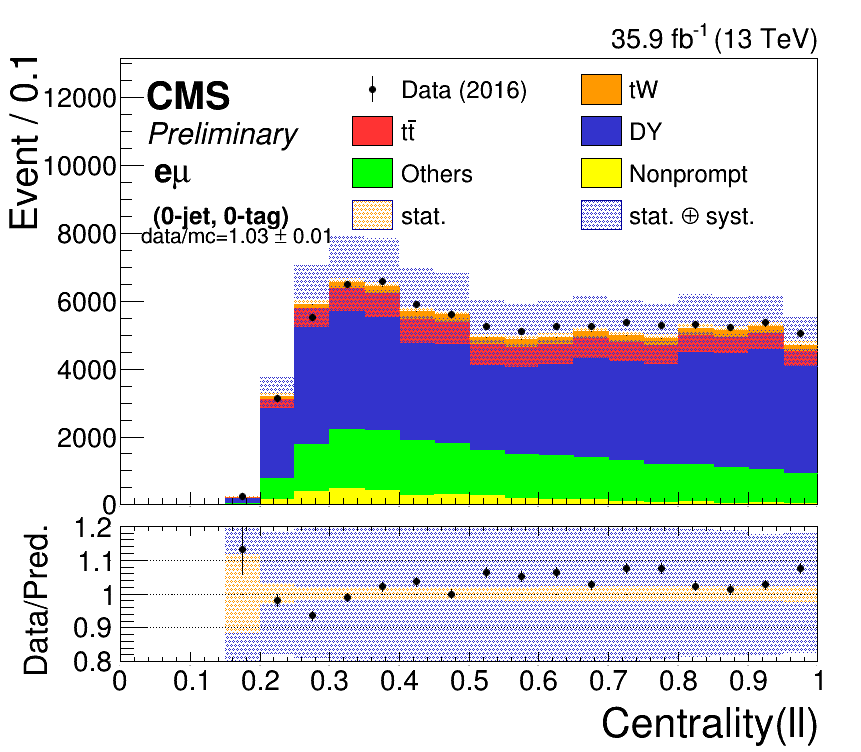 35.9 fb⁻¹ (13 TeV)
Event / 0.1
12000
10000
8000
6000
4000
2000
0
CMS
Preliminary
eμ
(0-jet, 0-tag)
data/mc=1.03 ± 0.01
Data (2016)
tW
tt̄
DY
Others
Nonprompt
stat.
stat. ⊕ syst.
Data/Pred.
1.2
1.1
1
0.9
0.8
0 0.1 0.2 0.3 0.4 0.5 0.6 0.7 0.8 0.9 1
Centrality(ll)